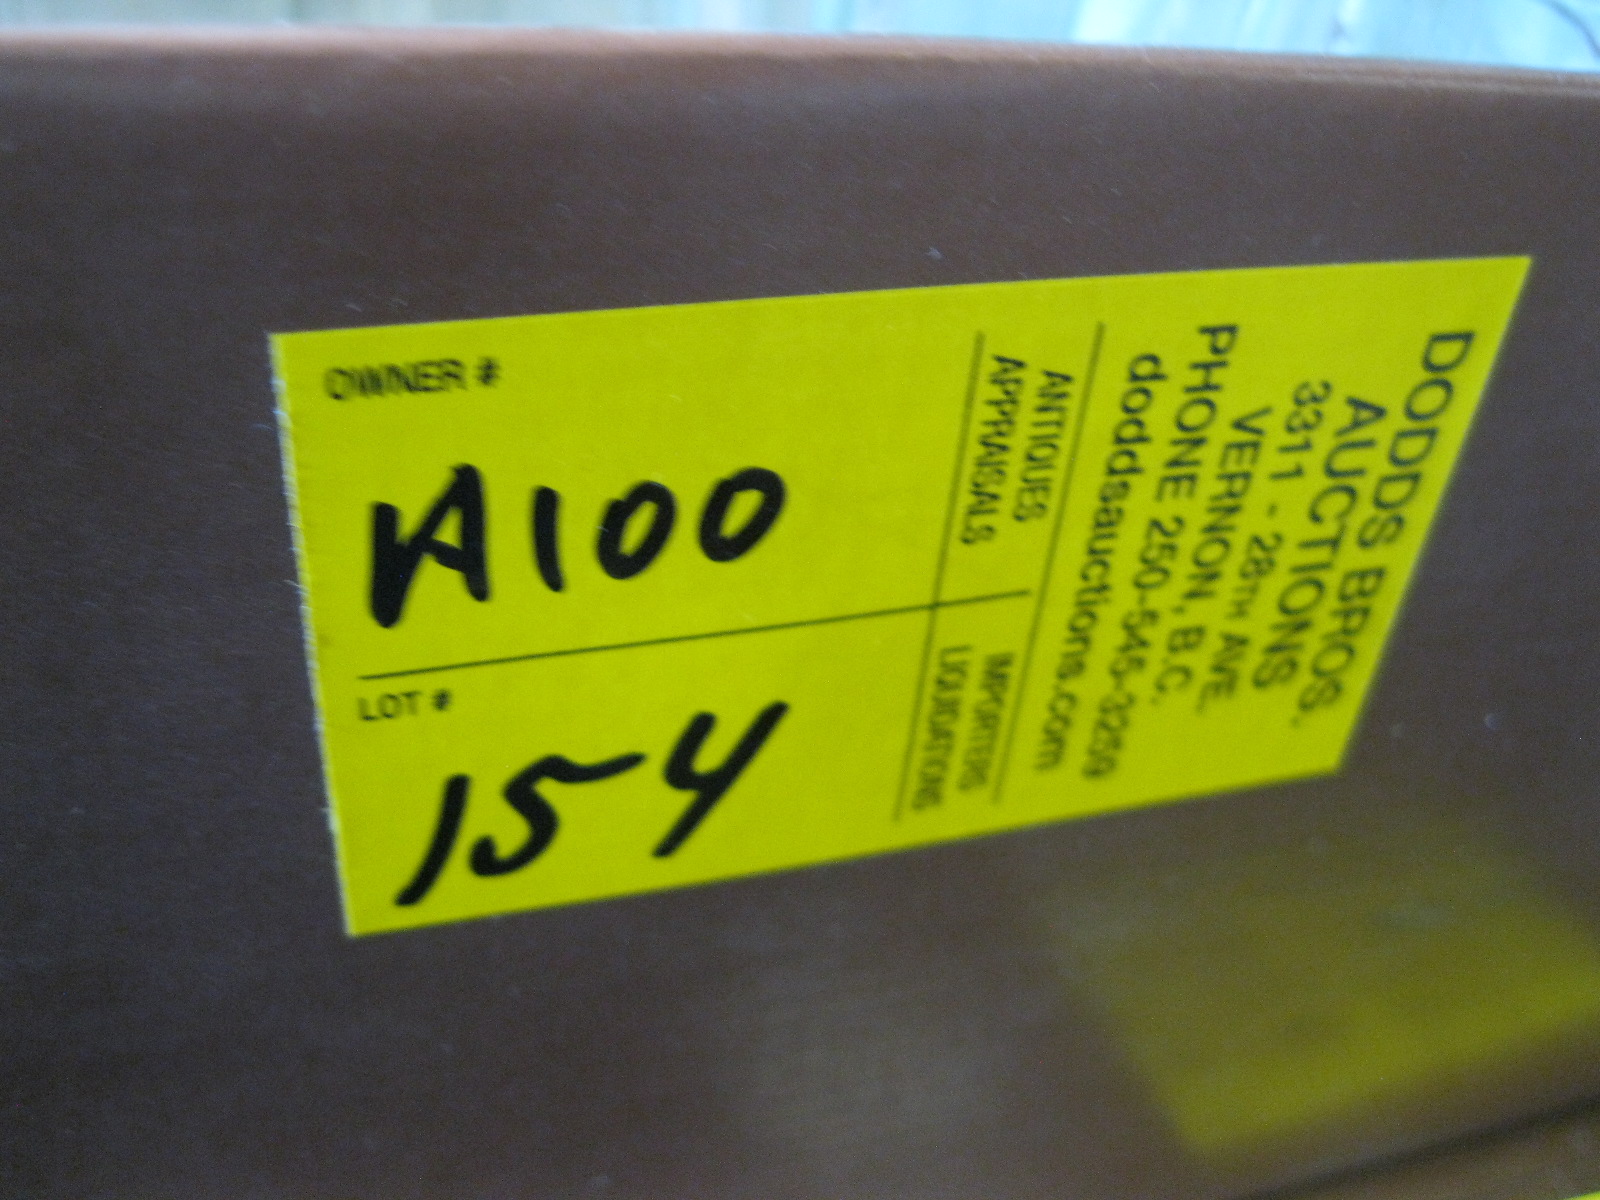 DODDS BROS.
AUCTIONS
3311 - 28TH AVE.
VERNON, B.C.
PHONE 250-545-3259
doddsauctions.com
ANTIQUES
APPRAISALS
IMPORTERS
LIQUIDATIONS
OWNER #
A100
LOT #
154